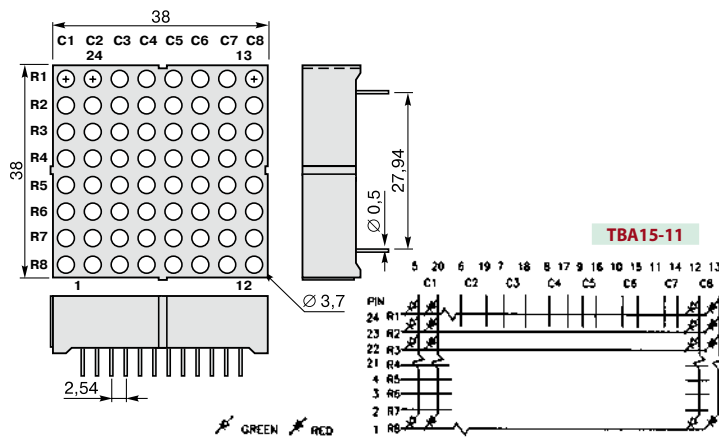 38
C1 C2 C3 C4 C5 C6 C7 C8
24 13
R1
R2
R3
R4
R5
R6
R7
R8
38
1 12
Ø 3,7
27,94
Ø 0,5
2,54
GREEN RED
TBA15-11
5 20 6 19 7 18 8 17 9 16 10 15 11 14 12 13
C1 C2 C3 C4 C5 C6 C7 C8
PIN
24 R1
23 R2
22 R3
21 R4
4 R5
3 R6
2 R7
1 R8